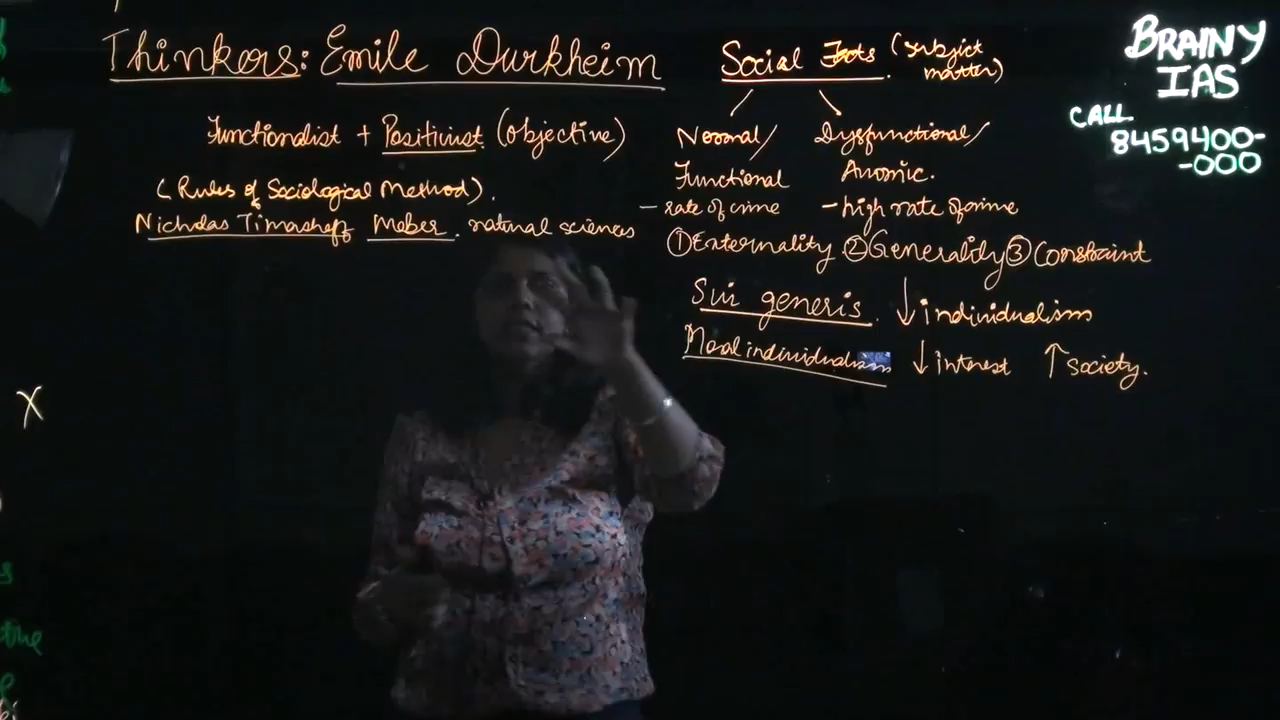 Thinkers: Emile Durkheim
Functionalist + Positivist (objective)
(Rules of Sociological Method).
Nicholas Timasheff Weber. natural sciences
Social Facts (subject matter)
Normal/ Functional
- rate of crime
Dysfunctional/ Anomic.
- high rate of crime
① Externality ② Generality ③ Constraint
Sui generis. ↓ individualism
Moral individualism ↓ interest ↑ society.
BRAINY
IAS
CALL
8459400-
-000
X